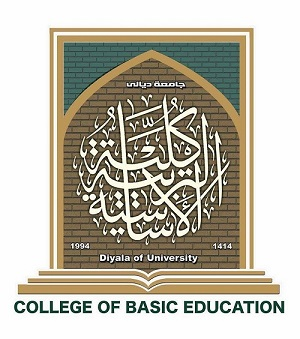 جامعة ديالى
كلية
التربية
الأساسية
1994 1414
Diyala of University
COLLEGE OF BASIC EDUCATION